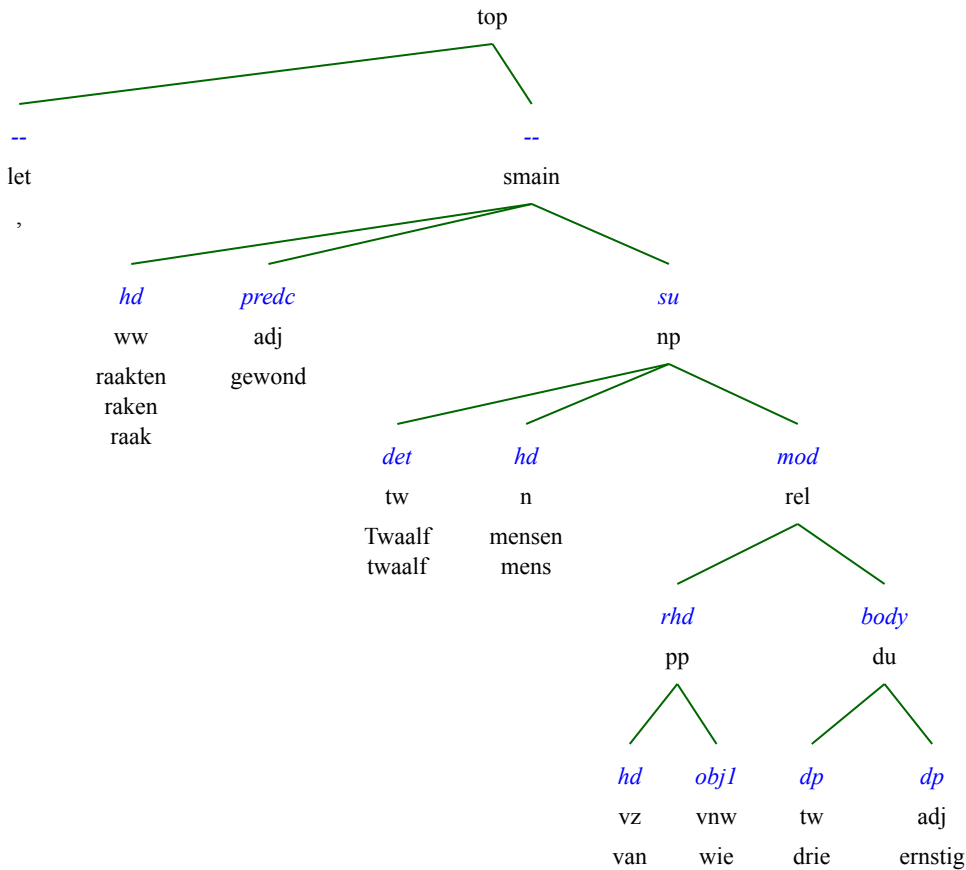 top
-- --
let smain
,
hd predc su
ww adj np
raakten gewond
raken
raak
det hd mod
tw n rel
Twaalf mensen
twaalf mens
rhd body
pp du
hd obj1 dp dp
vz vnw tw adj
van wie drie ernstig